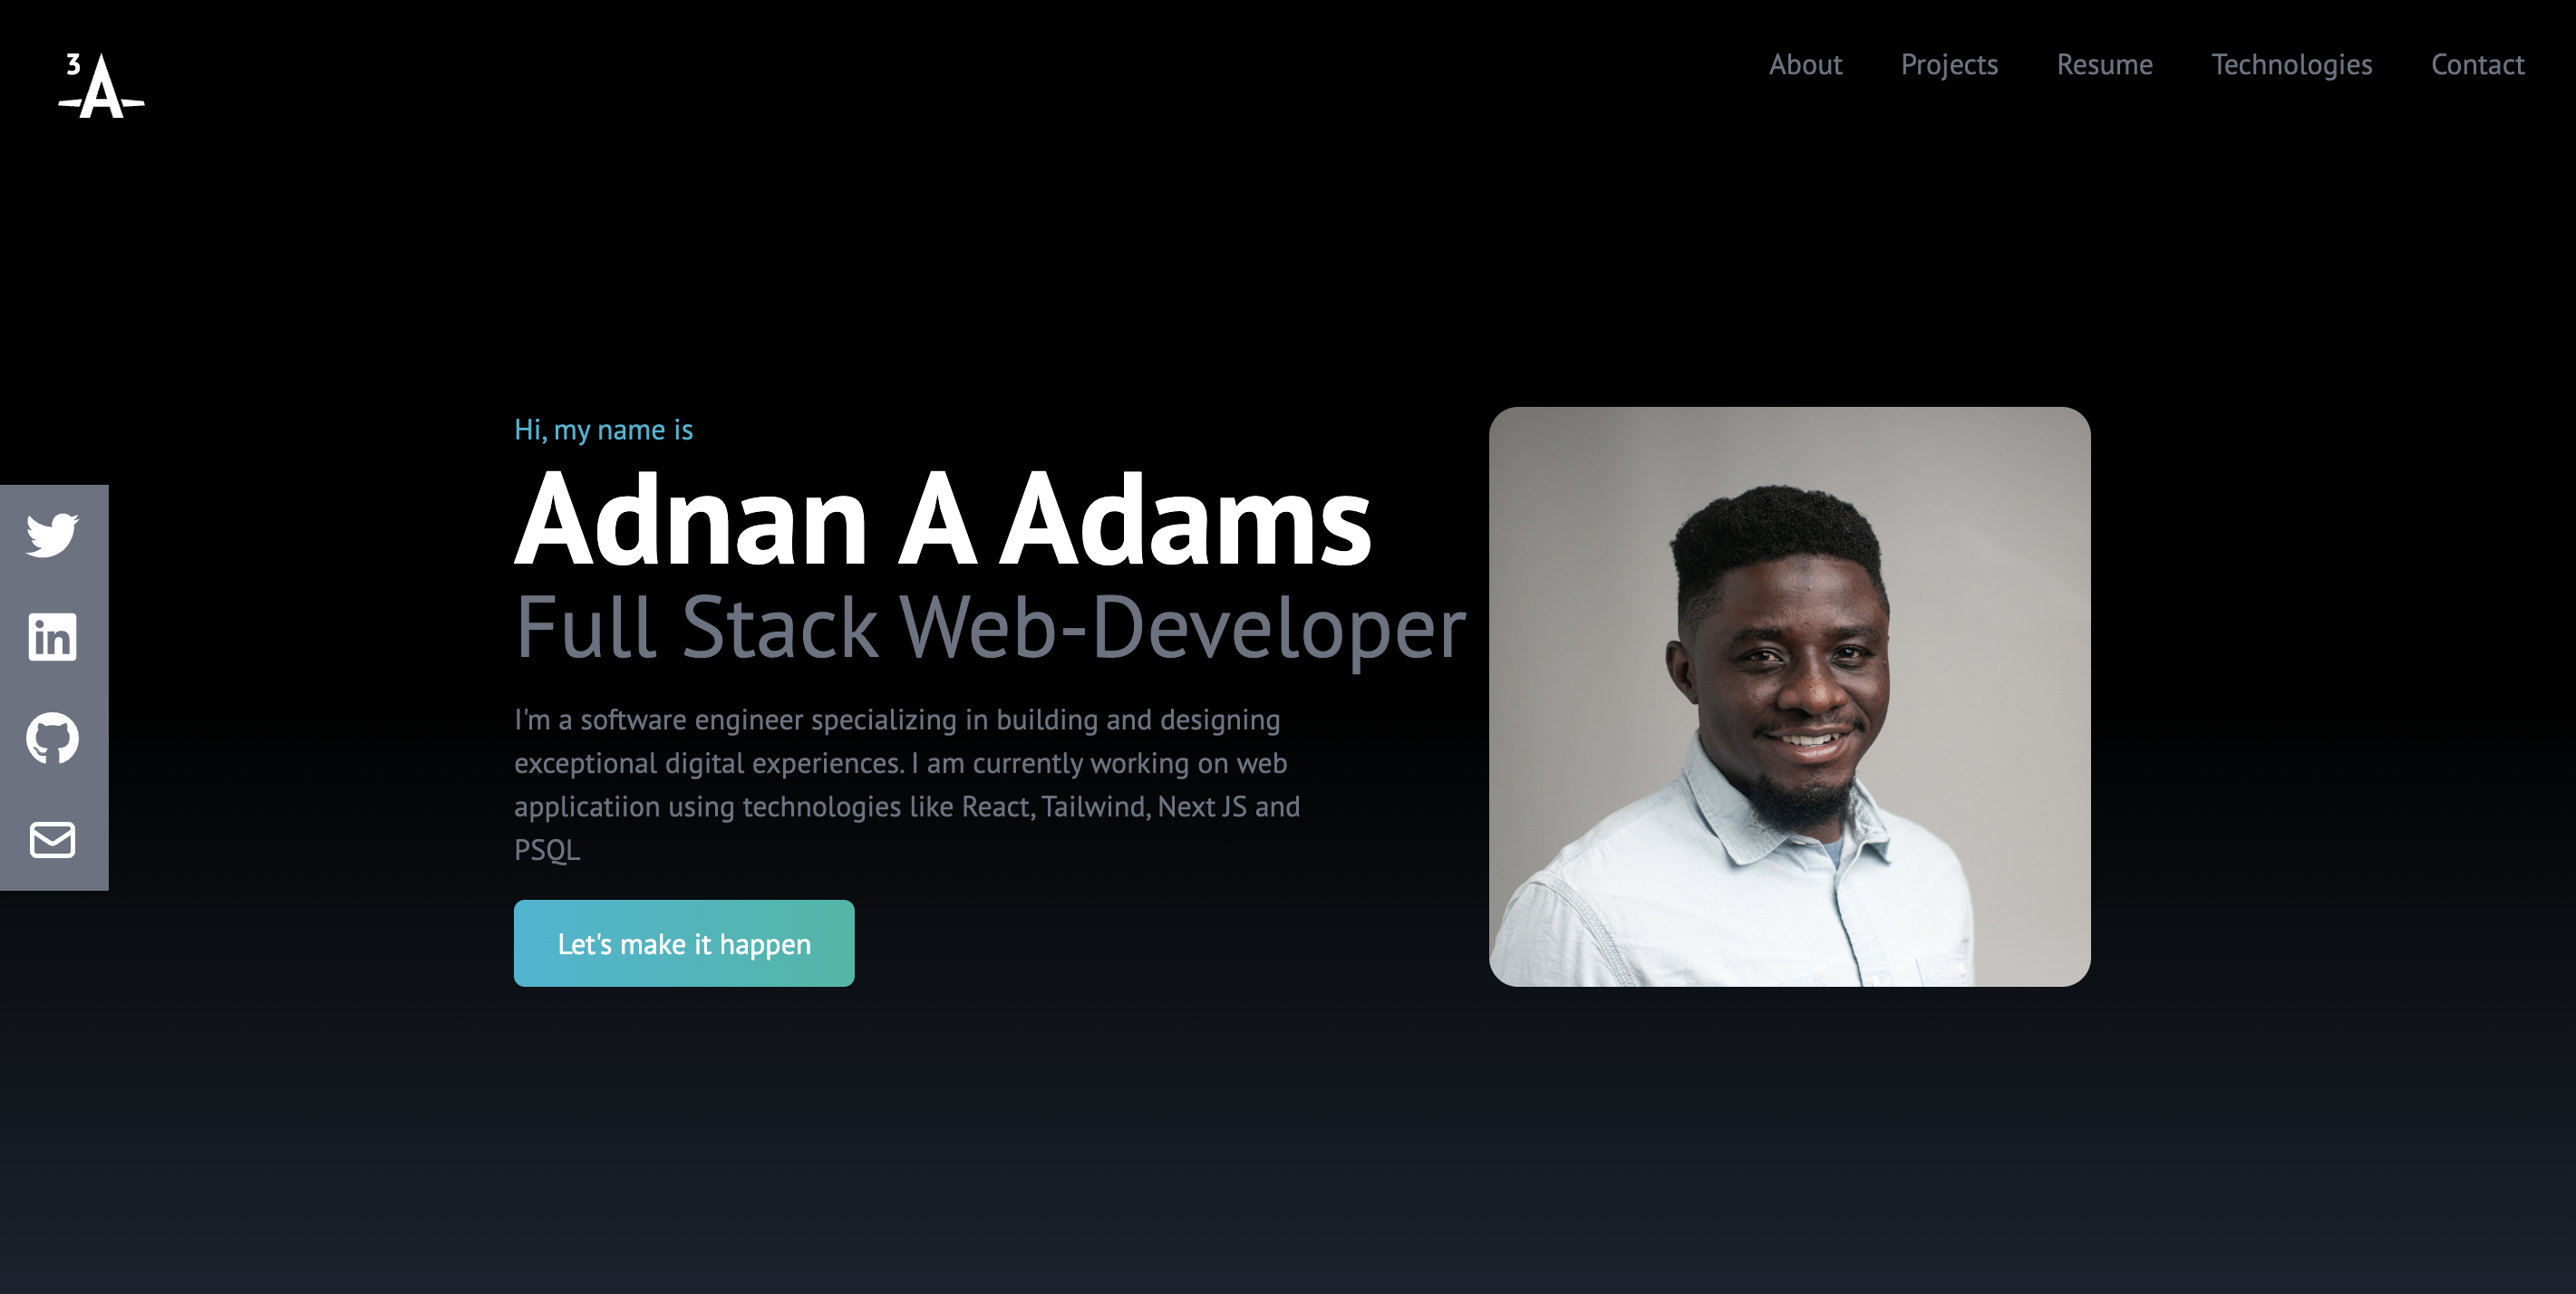 3
A
About Projects Resume Technologies Contact
Hi, my name is
Adnan A Adams
Full Stack Web-Developer
I'm a software engineer specializing in building and designing
exceptional digital experiences. I am currently working on web
applicatiion using technologies like React, Tailwind, Next JS and
PSQL
Let's make it happen
in